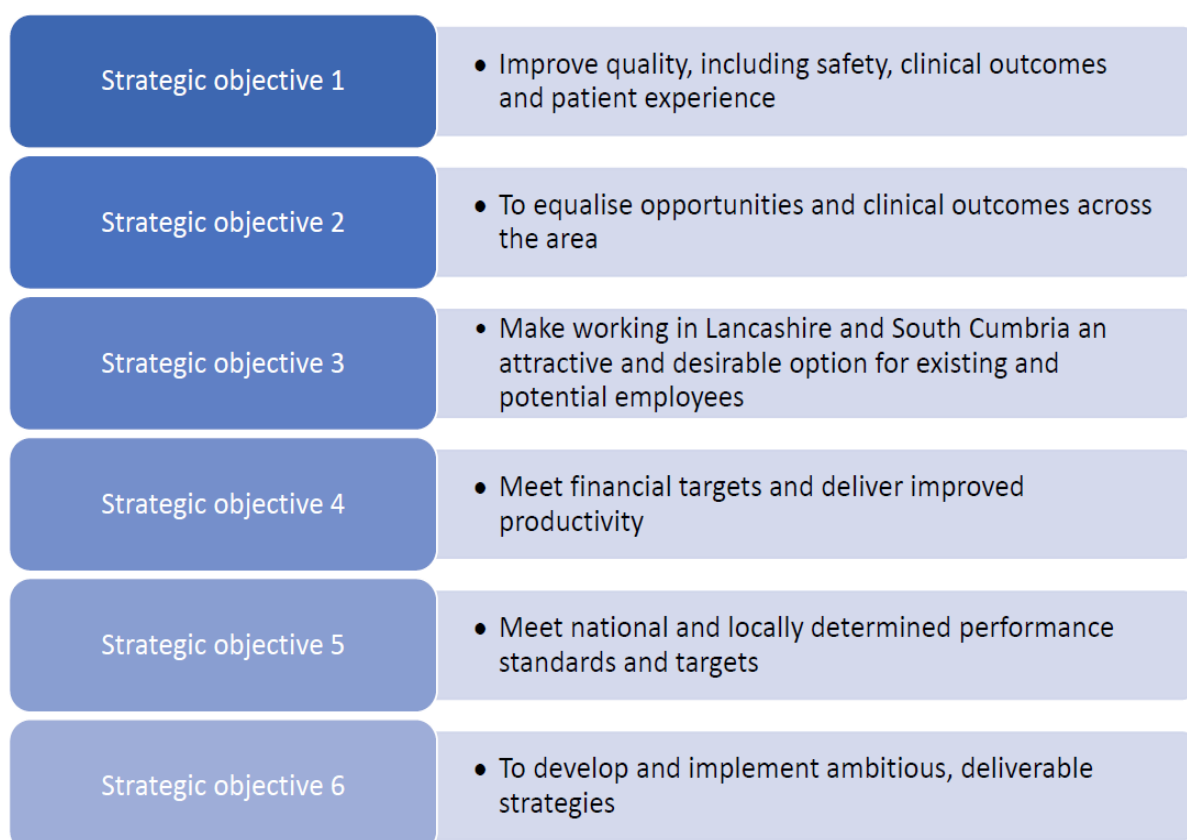 Strategic objective 1
• Improve quality, including safety, clinical outcomes
and patient experience
Strategic objective 2
• To equalise opportunities and clinical outcomes across
the area
Strategic objective 3
• Make working in Lancashire and South Cumbria an
attractive and desirable option for existing and
potential employees
Strategic objective 4
• Meet financial targets and deliver improved
productivity
Strategic objective 5
• Meet national and locally determined performance
standards and targets
Strategic objective 6
• To develop and implement ambitious, deliverable
strategies